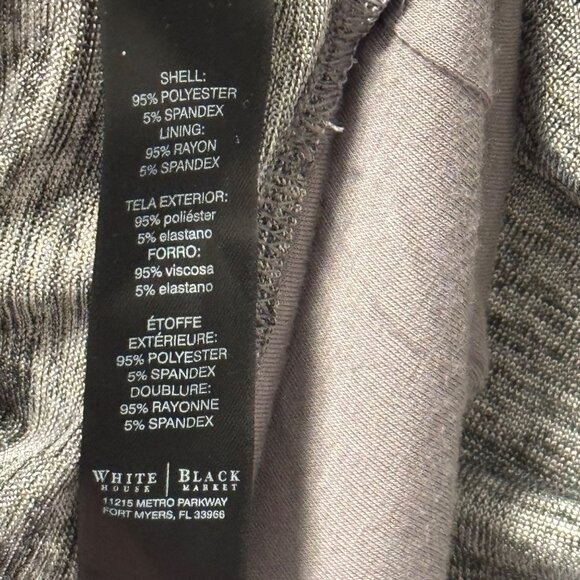 SHELL:
95% POLYESTER
5% SPANDEX
LINING:
95% RAYON
5% SPANDEX
TELA EXTERIOR:
95% poliéster
5% elastano
FORRO:
95% viscosa
5% elastano
ÉTOFFE
EXTÉRIEURE:
95% POLYESTER
5% SPANDEX
DOUBLURE:
95% RAYONNE
5% SPANDEX
WHITE | BLACK
HOUSE | MARKET
11215 METRO PARKWAY
FORT MYERS, FL 33966